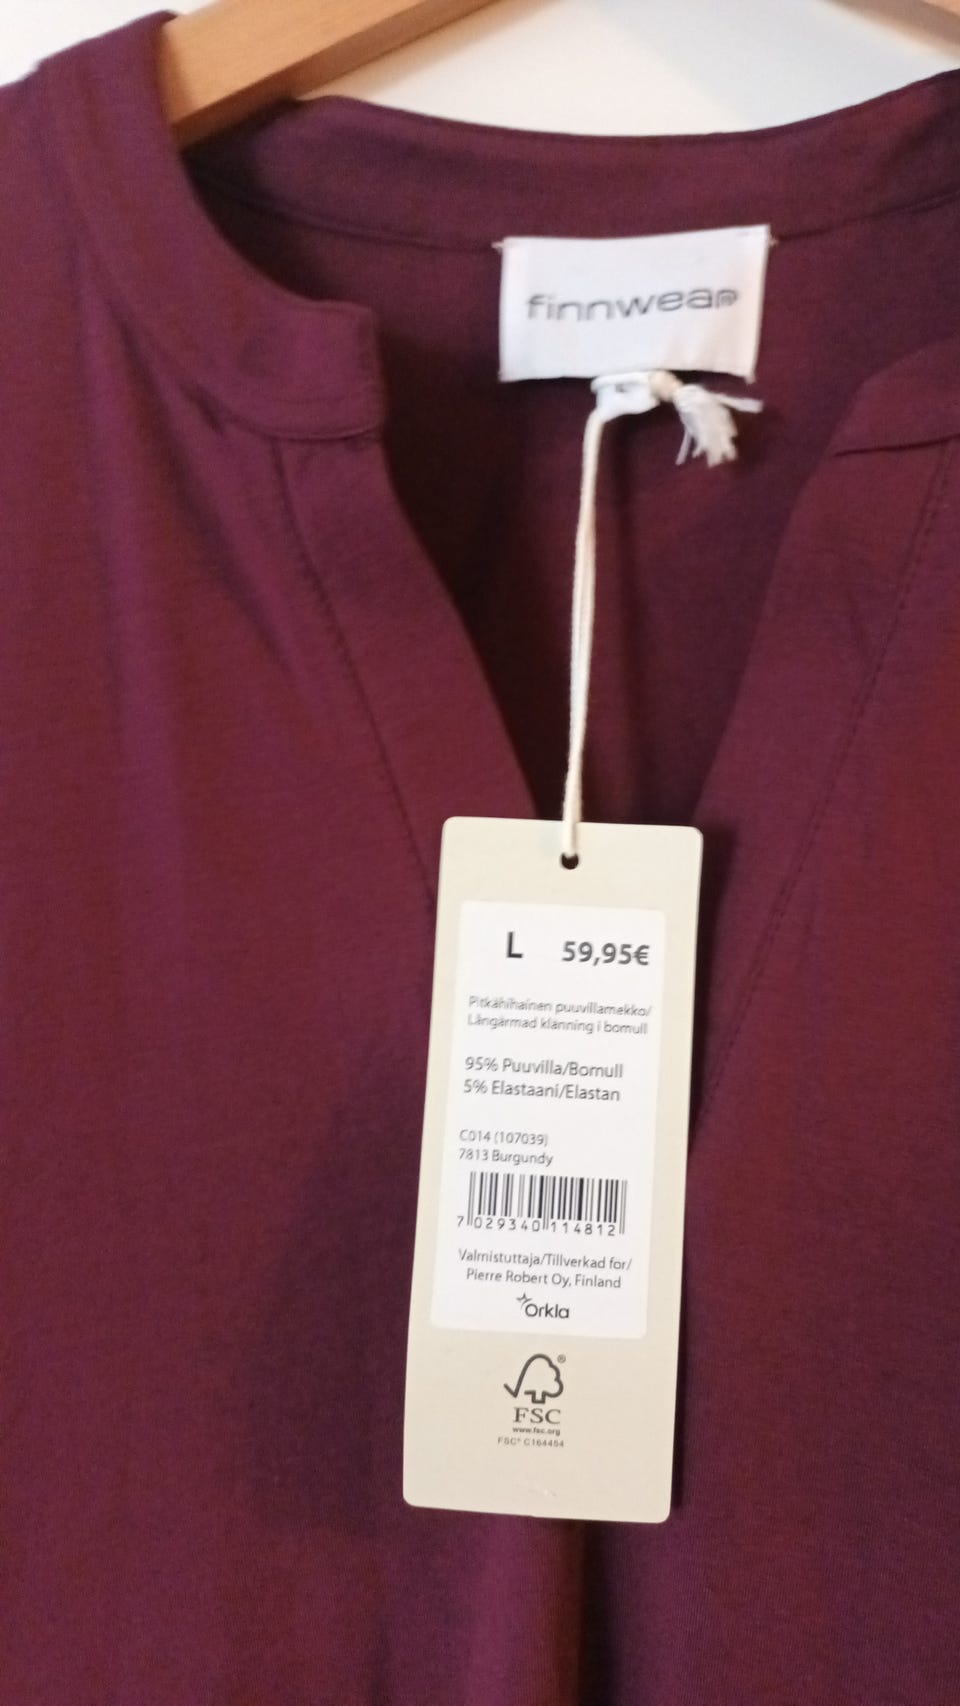 finnwear
L 59,95€
Pitkähihainen puuvillamekko/
Långärmad klänning i bomull
95% Puuvilla/Bomull
5% Elastaani/Elastan
C014 (107039)
7813 Burgundy
7 029340 114812
Valmistuttaja/Tillverkad for/
Pierre Robert Oy, Finland
Orkla
FSC®
www.fsc.org
FSC® C164454